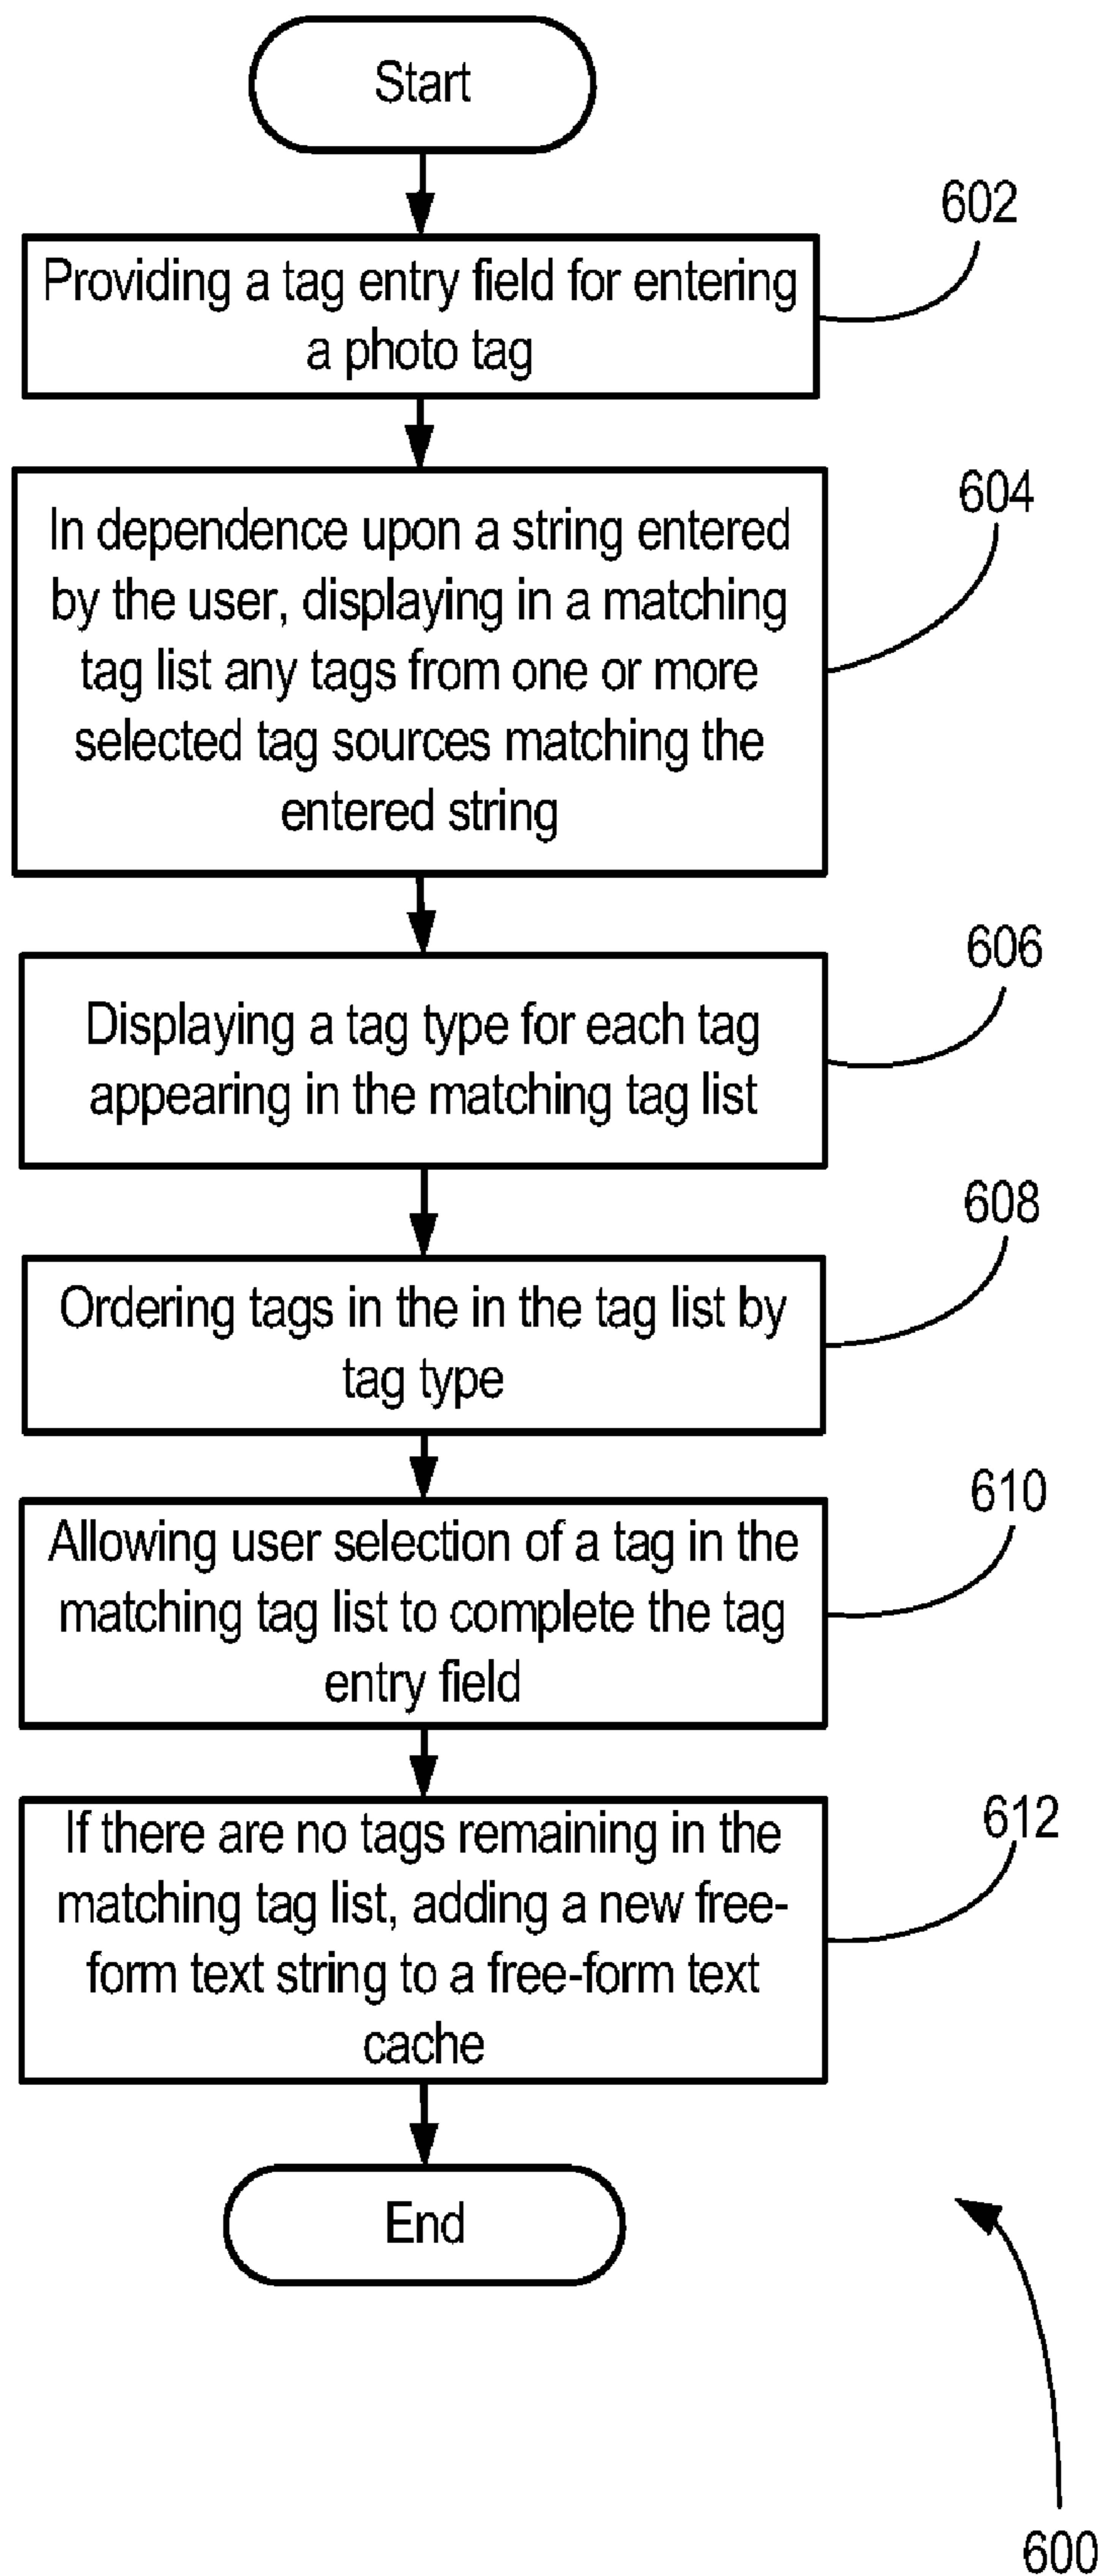 Start
602
Providing a tag entry field for entering
a photo tag
604
In dependence upon a string entered
by the user, displaying in a matching
tag list any tags from one or more
selected tag sources matching the
entered string
606
Displaying a tag type for each tag
appearing in the matching tag list
608
Ordering tags in the in the tag list by
tag type
610
Allowing user selection of a tag in the
matching tag list to complete the tag
entry field
612
If there are no tags remaining in the
matching tag list, adding a new free-
form text string to a free-form text
cache
End
600